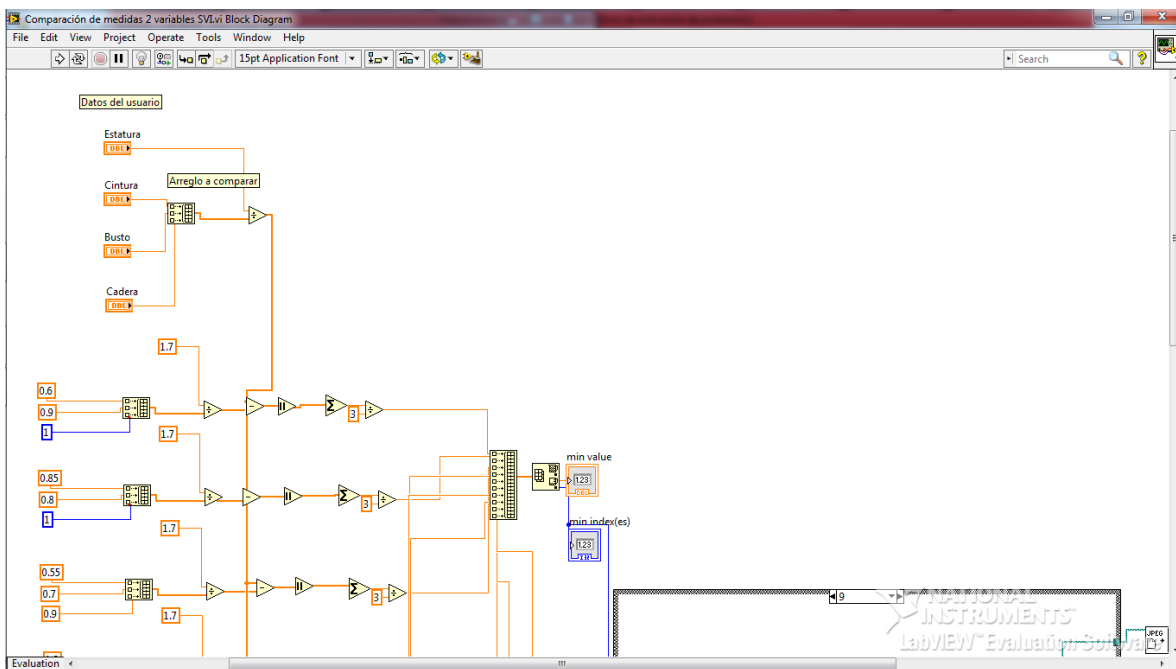 Comparación de medidas 2 variables SVI.vi Block Diagram
File Edit View Project Operate Tools Window Help
15pt Application Font
Search
Datos del usuario
Estatura
DBL
Cintura
Arreglo a comparar
DBL
Busto
DBL
Cadera
DBL
1.7
0.6
0.9
1
3
1.7
0.85
0.8
1
3
min value
1.23
DBL
min index(es)
1.23
1.7
0.55
0.7
0.9
3
1.7
9
NATIONAL
INSTRUMENTS™
LabVIEW™ Evaluation Software
JPEG
Evaluation